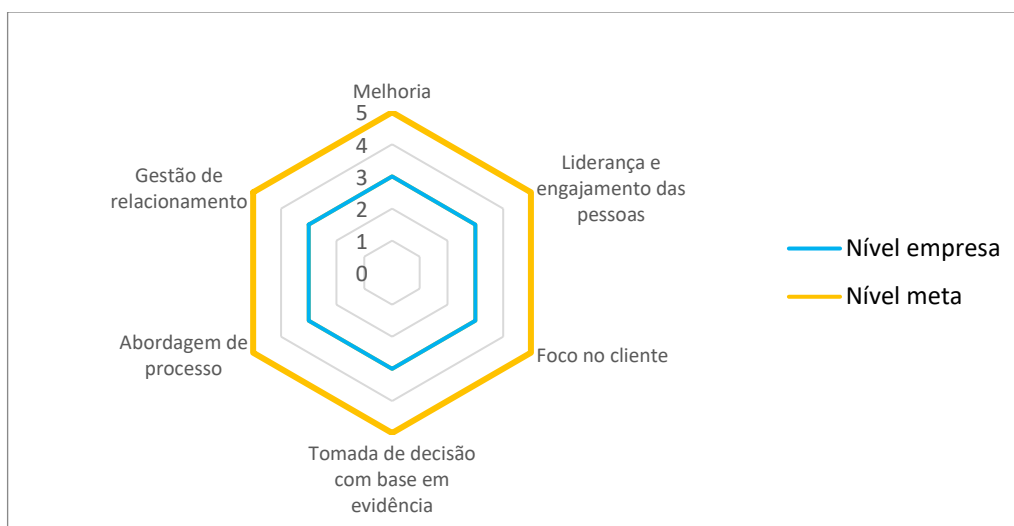 Melhoria
5
4
3
2
1
0
Liderança e
engajamento das
pessoas
Foco no cliente
Tomada de decisão
com base em
evidência
Abordagem de
processo
Gestão de
relacionamento
Nível empresa
Nível meta